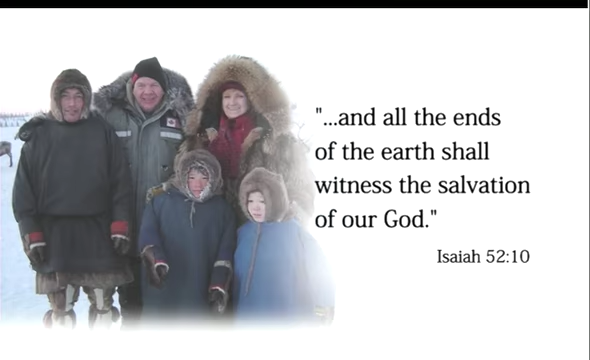 "...and all the ends
of the earth shall
witness the salvation
of our God."
Isaiah 52:10